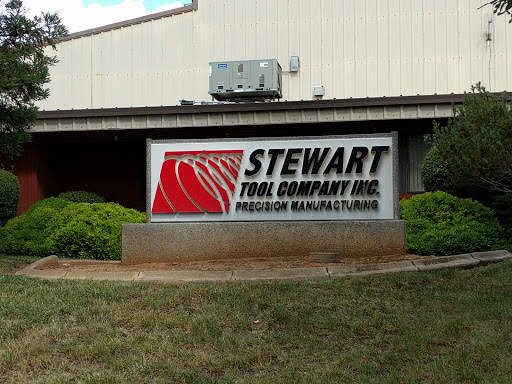 STEWART
TOOL COMPANY INC.
PRECISION MANUFACTURING